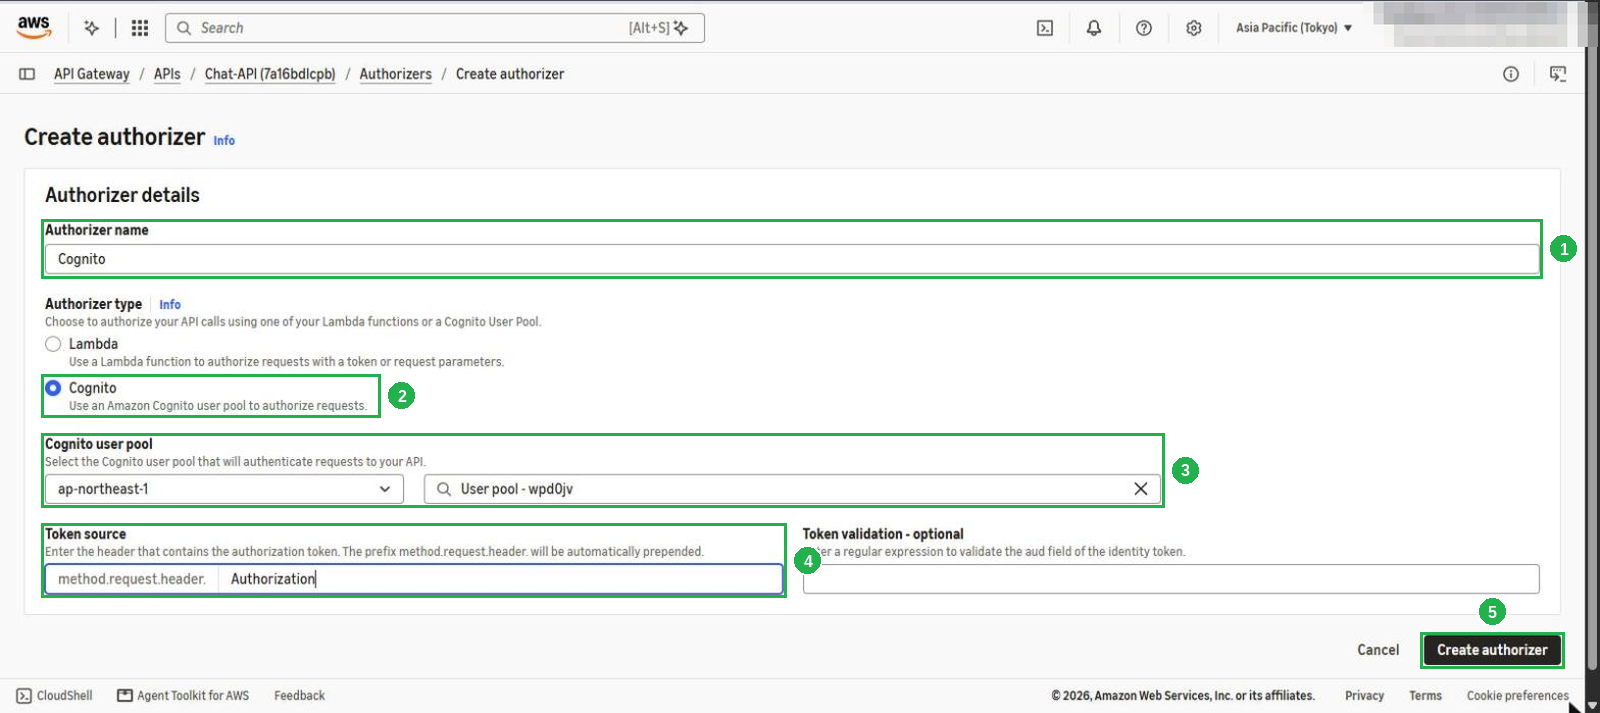 aws
Search [Alt+S]
Asia Pacific (Tokyo)
API Gateway / APIs / Chat-API (7a16bdlcpb) / Authorizers / Create authorizer
Create authorizer Info
Authorizer details
Authorizer name
Cognito
1
Authorizer type Info
Choose to authorize your API calls using one of your Lambda functions or a Cognito User Pool.
Lambda
Use a Lambda function to authorize requests with a token or request parameters.
Cognito
Use an Amazon Cognito user pool to authorize requests.
2
Cognito user pool
Select the Cognito user pool that will authenticate requests to your API.
ap-northeast-1 User pool - wpd0jv
3
Token source
Enter the header that contains the authorization token. The prefix method.request.header. will be automatically prepended.
method.request.header. Authorization
4
Token validation - optional
a regular expression to validate the aud field of the identity token.
5
Cancel Create authorizer
CloudShell Agent Toolkit for AWS Feedback © 2026, Amazon Web Services, Inc. or its affiliates. Privacy Terms Cookie preferences